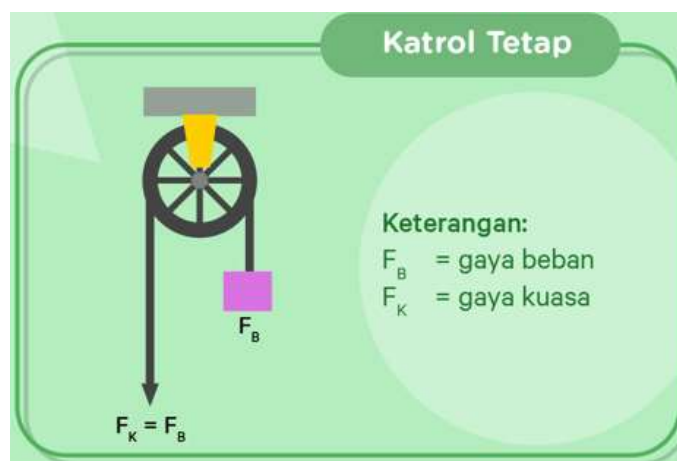 Katrol Tetap
Keterangan:
F_B = gaya beban
F_K = gaya kuasa
F_B
F_K = F_B